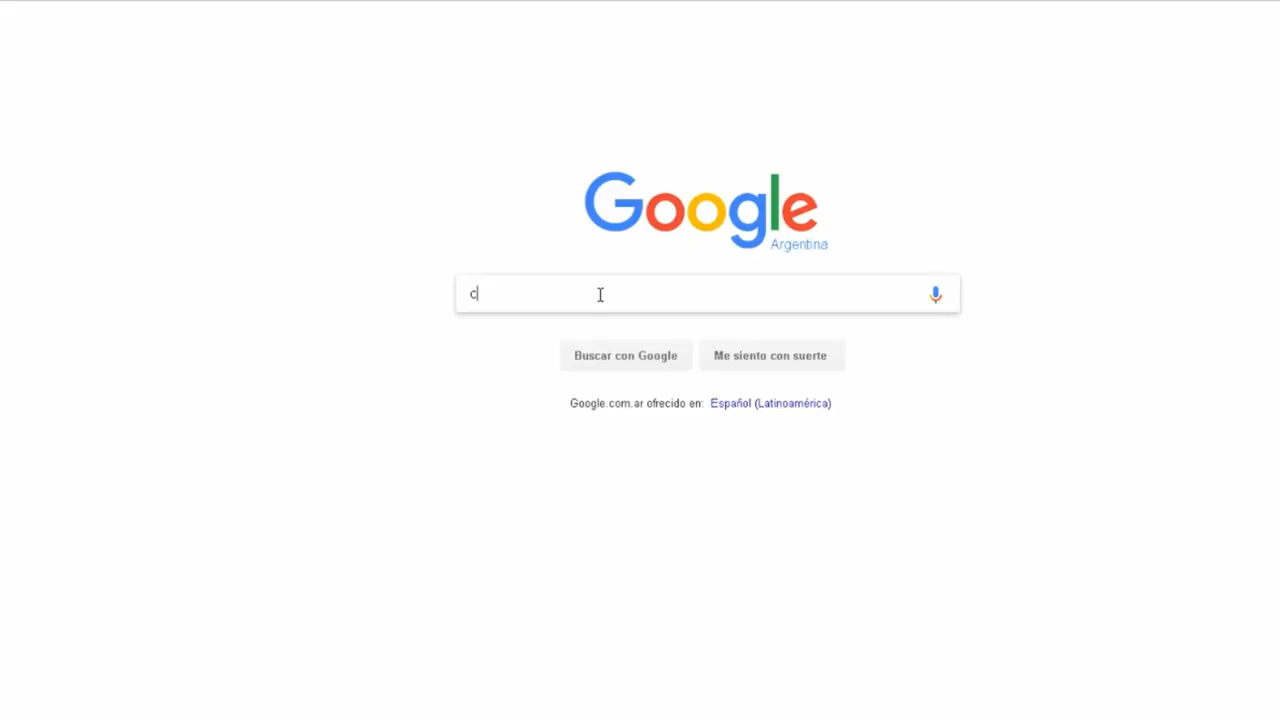 Google
Argentina
c
Buscar con Google Me siento con suerte
Google.com.ar ofrecido en: Español (Latinoamérica)